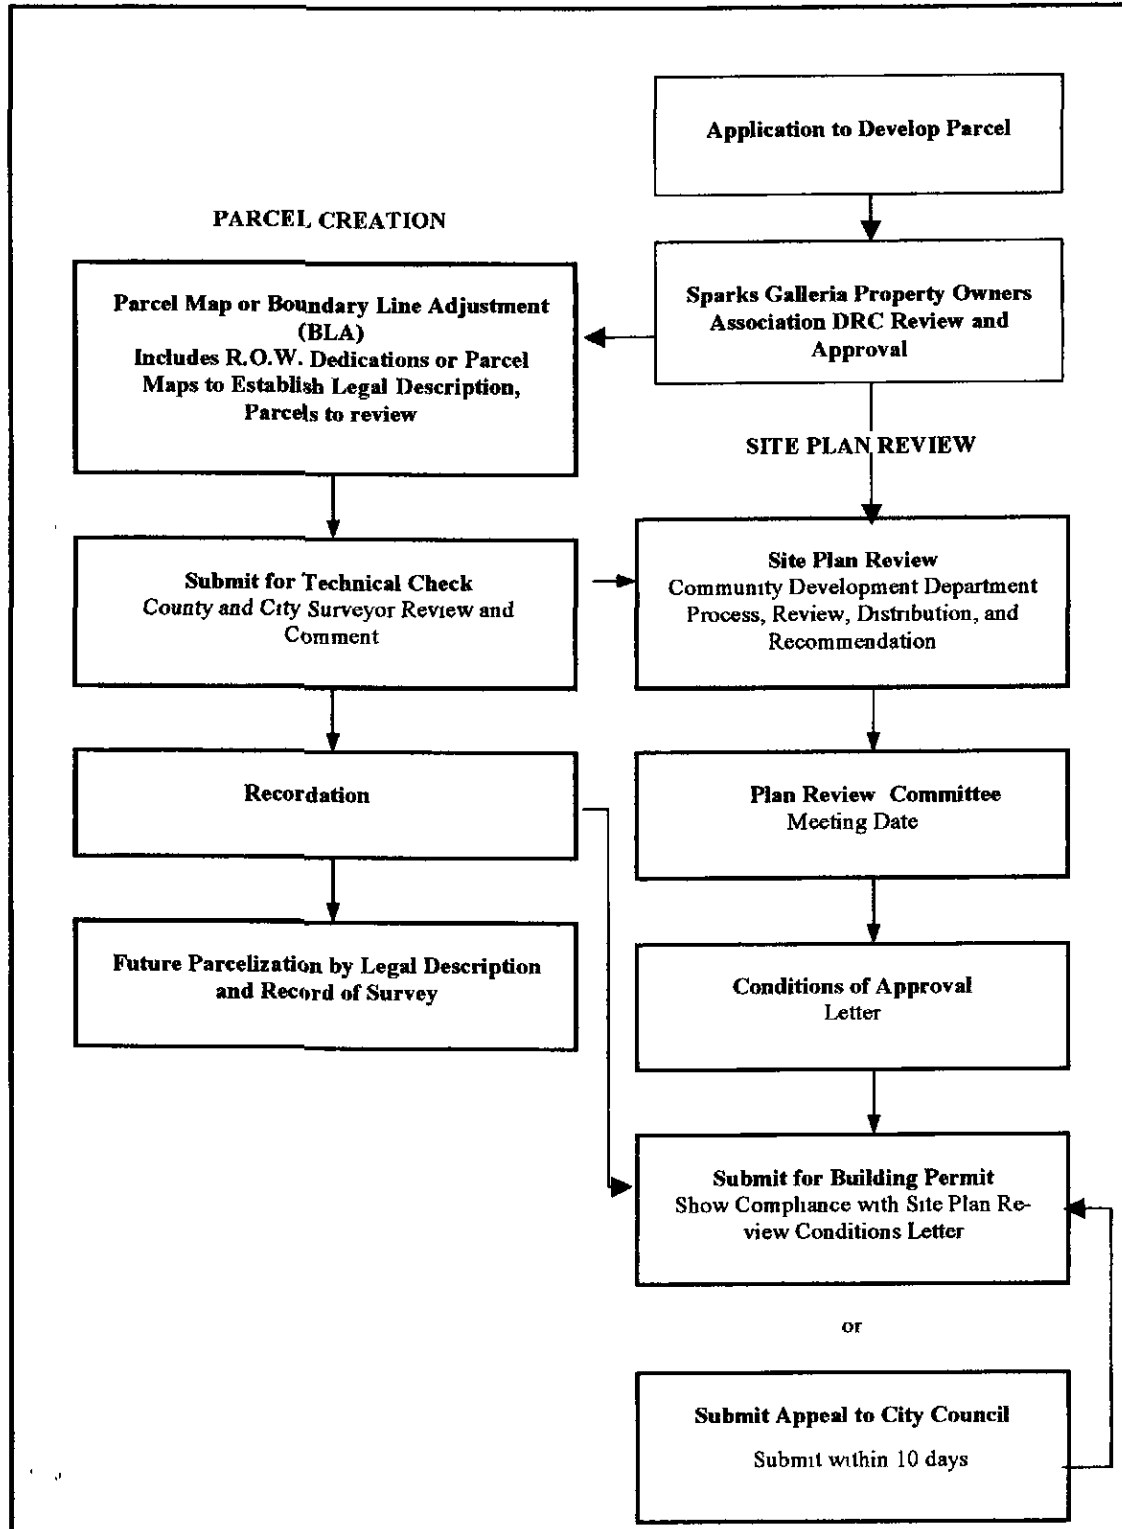 Application to Develop Parcel
PARCEL CREATION
Sparks Galleria Property Owners
Association DRC Review and
Approval
Parcel Map or Boundary Line Adjustment
(BLA)
Includes R.O.W. Dedications or Parcel
Maps to Establish Legal Description,
Parcels to review
SITE PLAN REVIEW
Submit for Technical Check
County and City Surveyor Review and
Comment
Site Plan Review
Community Development Department
Process, Review, Distribution, and
Recommendation
Recordation
Plan Review Committee
Meeting Date
Future Parcelization by Legal Description
and Record of Survey
Conditions of Approval
Letter
Submit for Building Permit
Show Compliance with Site Plan Re-
view Conditions Letter
or
Submit Appeal to City Council
Submit within 10 days